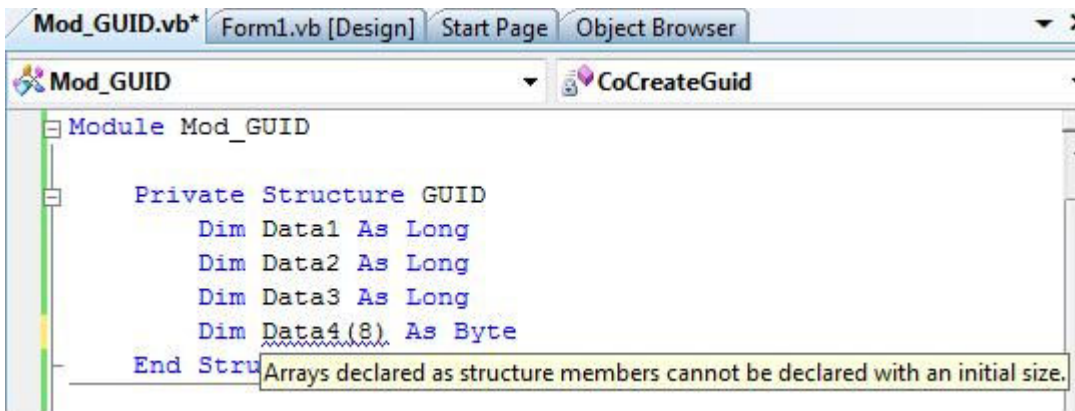 Mod_GUID.vb* Form1.vb [Design] Start Page Object Browser
Mod_GUID CoCreateGuid
Module Mod_GUID
Private Structure GUID
Dim Data1 As Long
Dim Data2 As Long
Dim Data3 As Long
Dim Data4(8) As Byte
End Stru
Arrays declared as structure members cannot be declared with an initial size.